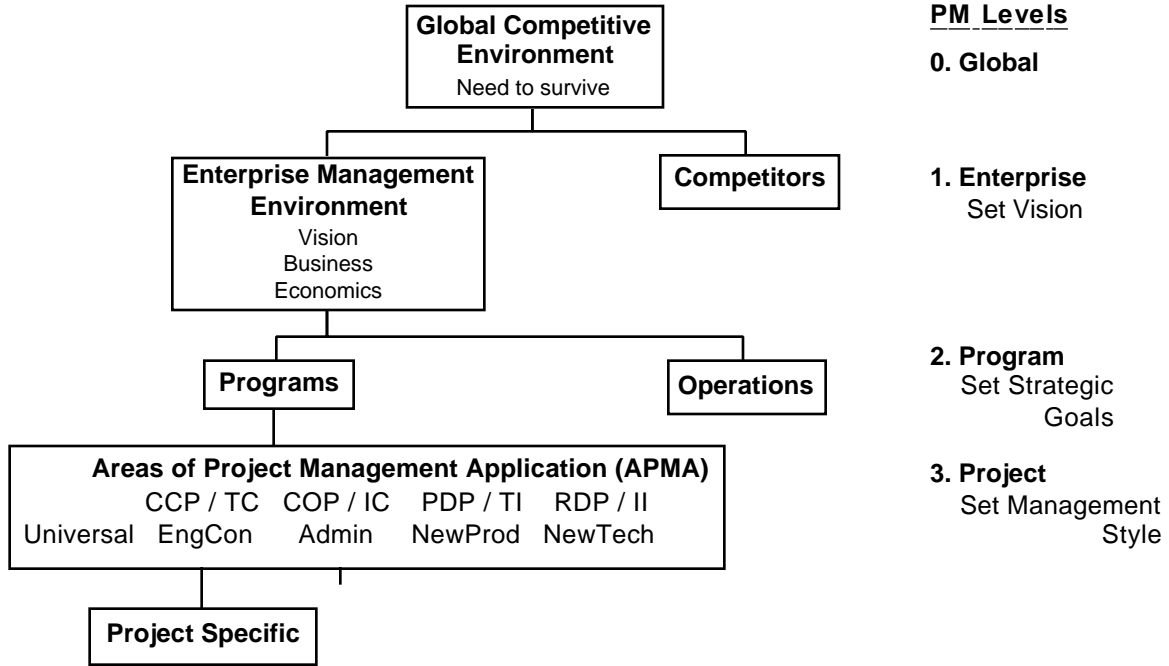 Global Competitive
Environment
Need to survive
PM Levels
0. Global
Enterprise Management
Environment
Vision
Business
Economics
Competitors
1. Enterprise
Set Vision
Programs
Operations
2. Program
Set Strategic
Goals
Areas of Project Management Application (APMA)
CCP / TC COP / IC PDP / TI RDP / II
Universal EngCon Admin NewProd NewTech
3. Project
Set Management
Style
Project Specific